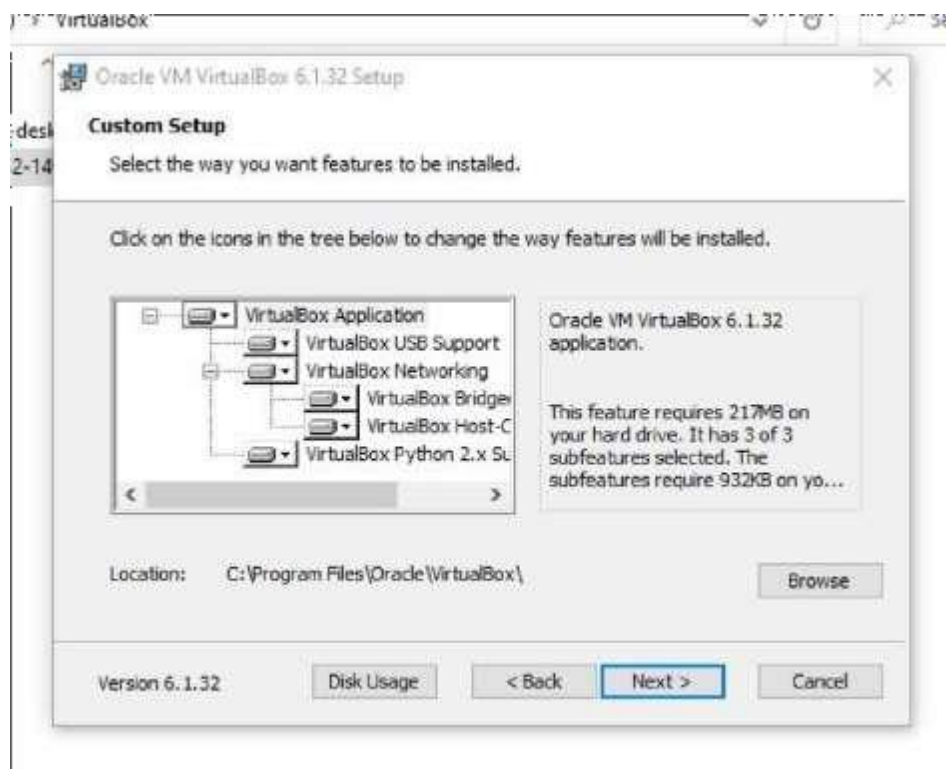 VirtualBox
Oracle VM VirtualBox 6.1.32 Setup
desk
2-14
Custom Setup
Select the way you want features to be installed.
Click on the icons in the tree below to change the way features will be installed.
VirtualBox Application
VirtualBox USB Support
VirtualBox Networking
VirtualBox Bridge
VirtualBox Host-C
VirtualBox Python 2.x Su
Oracle VM VirtualBox 6.1.32
application.
This feature requires 217MB on
your hard drive. It has 3 of 3
subfeatures selected. The
subfeatures require 932KB on yo...
Location: C:\Program Files\Oracle\VirtualBox\
Browse
Version 6.1.32
Disk Usage
< Back
Next >
Cancel